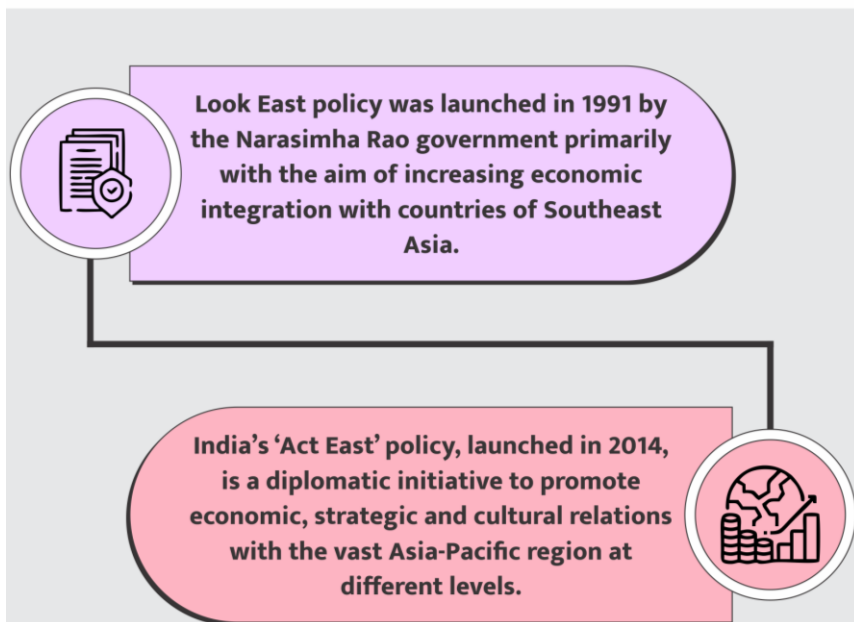 Look East policy was launched in 1991 by
the Narasimha Rao government primarily
with the aim of increasing economic
integration with countries of Southeast
Asia.
India’s ‘Act East’ policy, launched in 2014,
is a diplomatic initiative to promote
economic, strategic and cultural relations
with the vast Asia-Pacific region at
different levels.